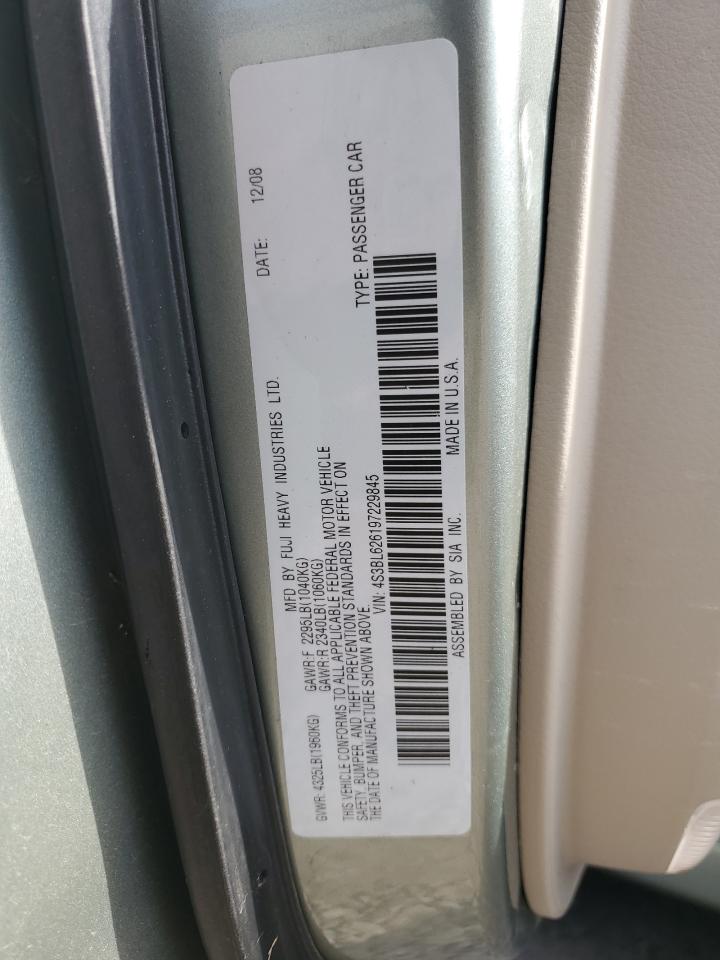 MFD BY FUJI HEAVY INDUSTRIES LTD. DATE: 12/08
GVWR: 4325LB(1960KG) GAWR:F 2295LB(1040KG)
GAWR:R 2340LB(1060KG)
THIS VEHICLE CONFORMS TO ALL APPLICABLE FEDERAL MOTOR VEHICLE
SAFETY, BUMPER, AND THEFT PREVENTION STANDARDS IN EFFECT ON
THE DATE OF MANUFACTURE SHOWN ABOVE.
VIN: 4S3BL626197229845 TYPE: PASSENGER CAR
ASSEMBLED BY SIA INC. MADE IN U.S.A.